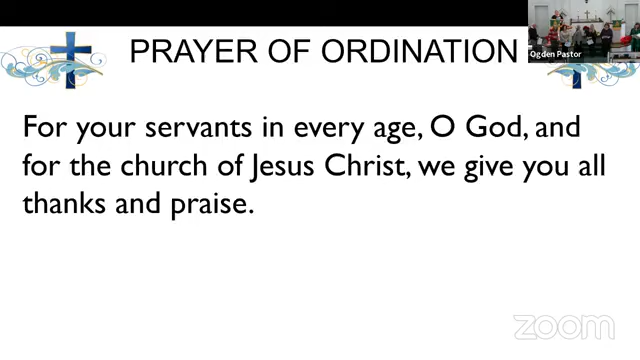 PRAYER OF ORDINATION
Ogden Pastor
For your servants in every age, O God, and
for the church of Jesus Christ, we give you all
thanks and praise.
zoom